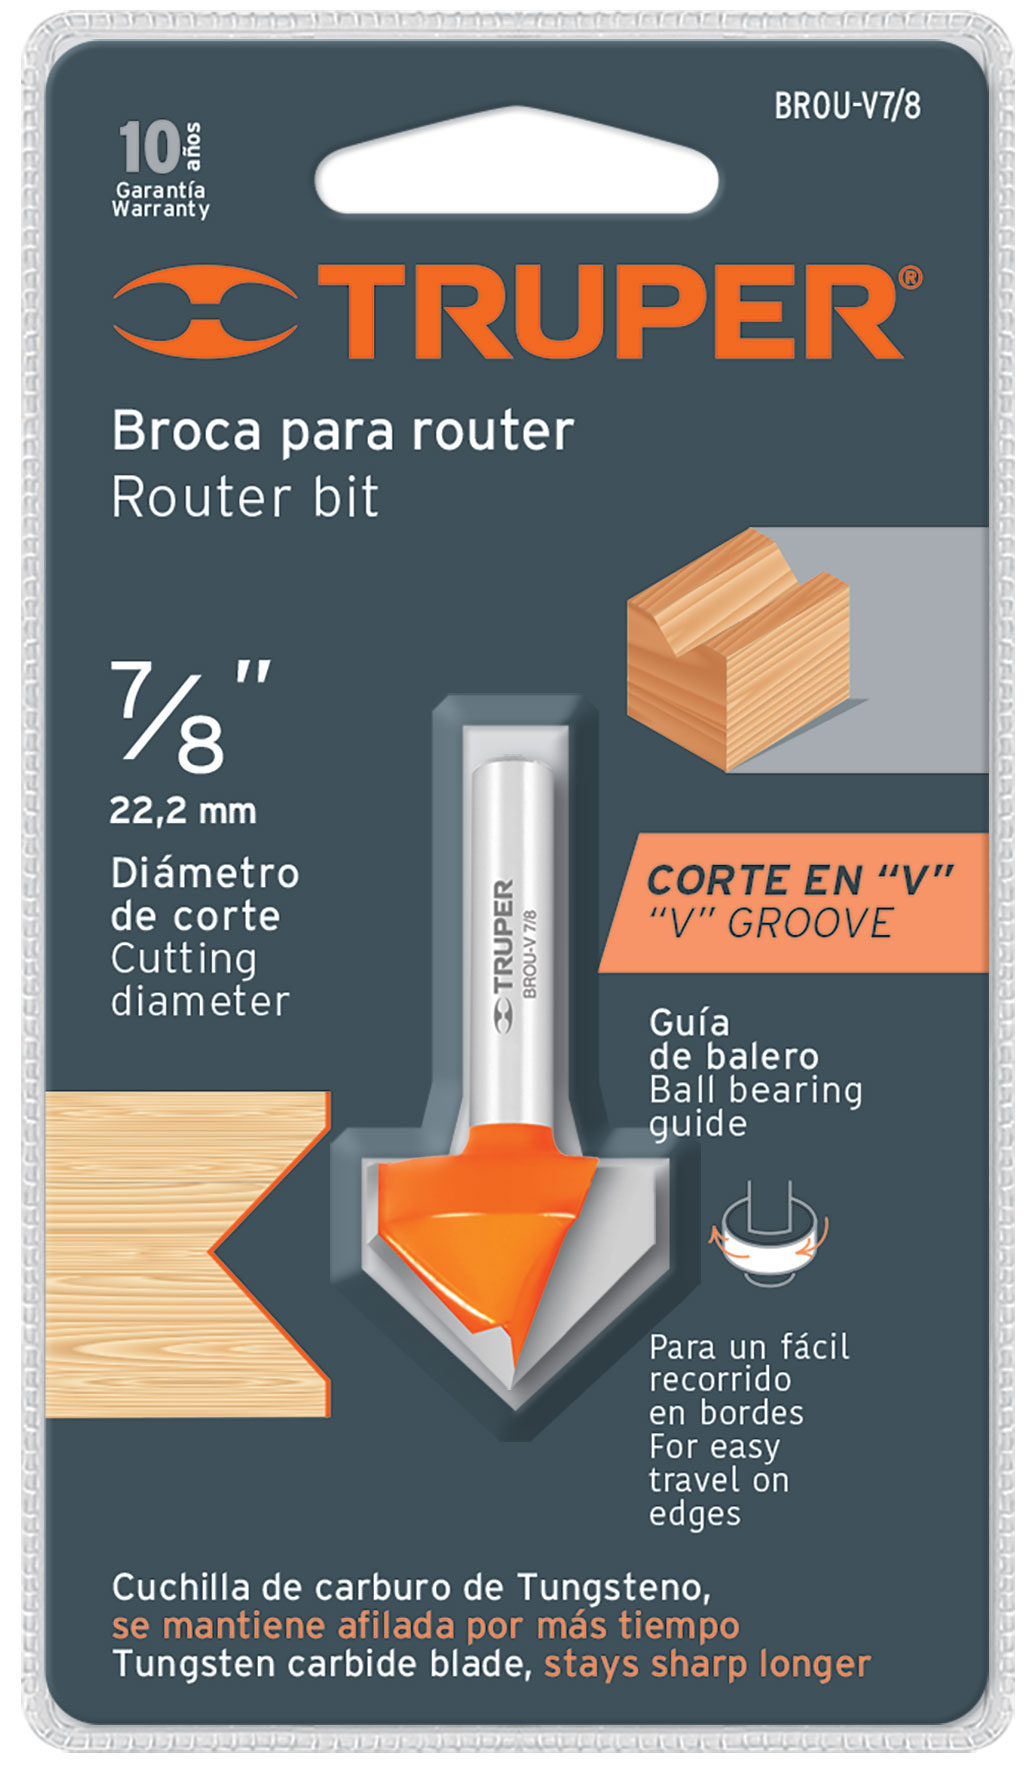 BROU-V7/8
10 años
Garantía
Warranty
TRUPER®
Broca para router
Router bit
7/8"
22,2 mm
Diámetro
de corte
Cutting
diameter
CORTE EN “V”
“V” GROOVE
TRUPER
BROU-V 7/8
Guía
de balero
Ball bearing
guide
Para un fácil
recorrido
en bordes
For easy
travel on
edges
Cuchilla de carburo de Tungsteno,
se mantiene afilada por más tiempo
Tungsten carbide blade, stays sharp longer